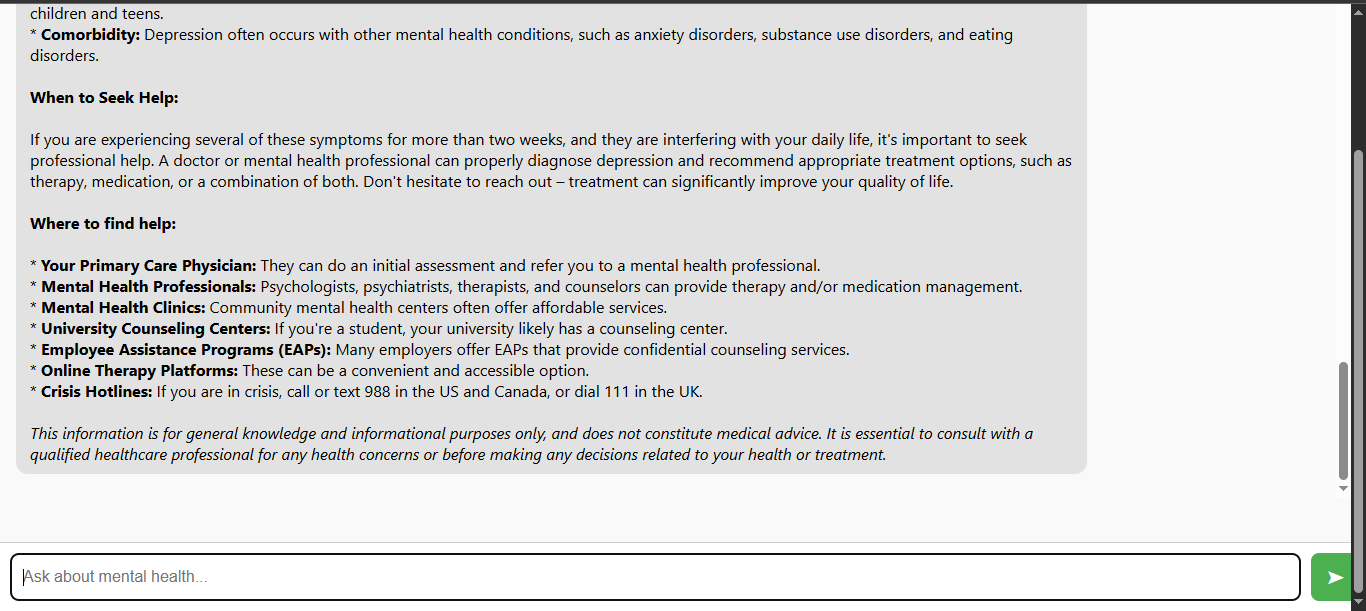 children and teens.
* Comorbidity: Depression often occurs with other mental health conditions, such as anxiety disorders, substance use disorders, and eating
disorders.
When to Seek Help:
If you are experiencing several of these symptoms for more than two weeks, and they are interfering with your daily life, it's important to seek
professional help. A doctor or mental health professional can properly diagnose depression and recommend appropriate treatment options, such as
therapy, medication, or a combination of both. Don't hesitate to reach out – treatment can significantly improve your quality of life.
Where to find help:
* Your Primary Care Physician: They can do an initial assessment and refer you to a mental health professional.
* Mental Health Professionals: Psychologists, psychiatrists, therapists, and counselors can provide therapy and/or medication management.
* Mental Health Clinics: Community mental health centers often offer affordable services.
* University Counseling Centers: If you're a student, your university likely has a counseling center.
* Employee Assistance Programs (EAPs): Many employers offer EAPs that provide confidential counseling services.
* Online Therapy Platforms: These can be a convenient and accessible option.
* Crisis Hotlines: If you are in crisis, call or text 988 in the US and Canada, or dial 111 in the UK.
This information is for general knowledge and informational purposes only, and does not constitute medical advice. It is essential to consult with a
qualified healthcare professional for any health concerns or before making any decisions related to your health or treatment.
Ask about mental health...